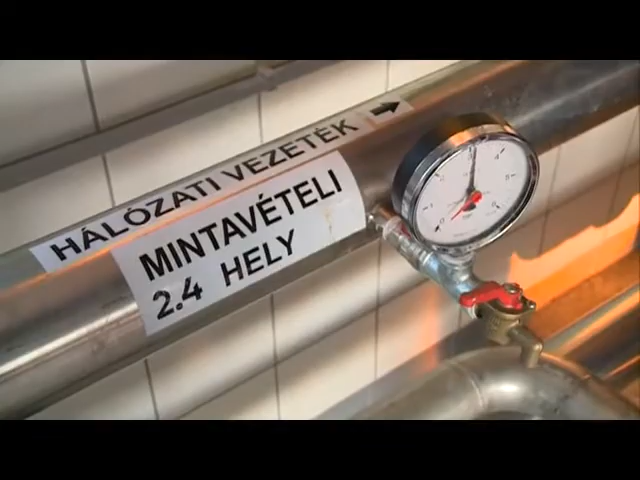 HÁLÓZATI VEZETÉK →
MINTAVÉTELI
2.4 HELY